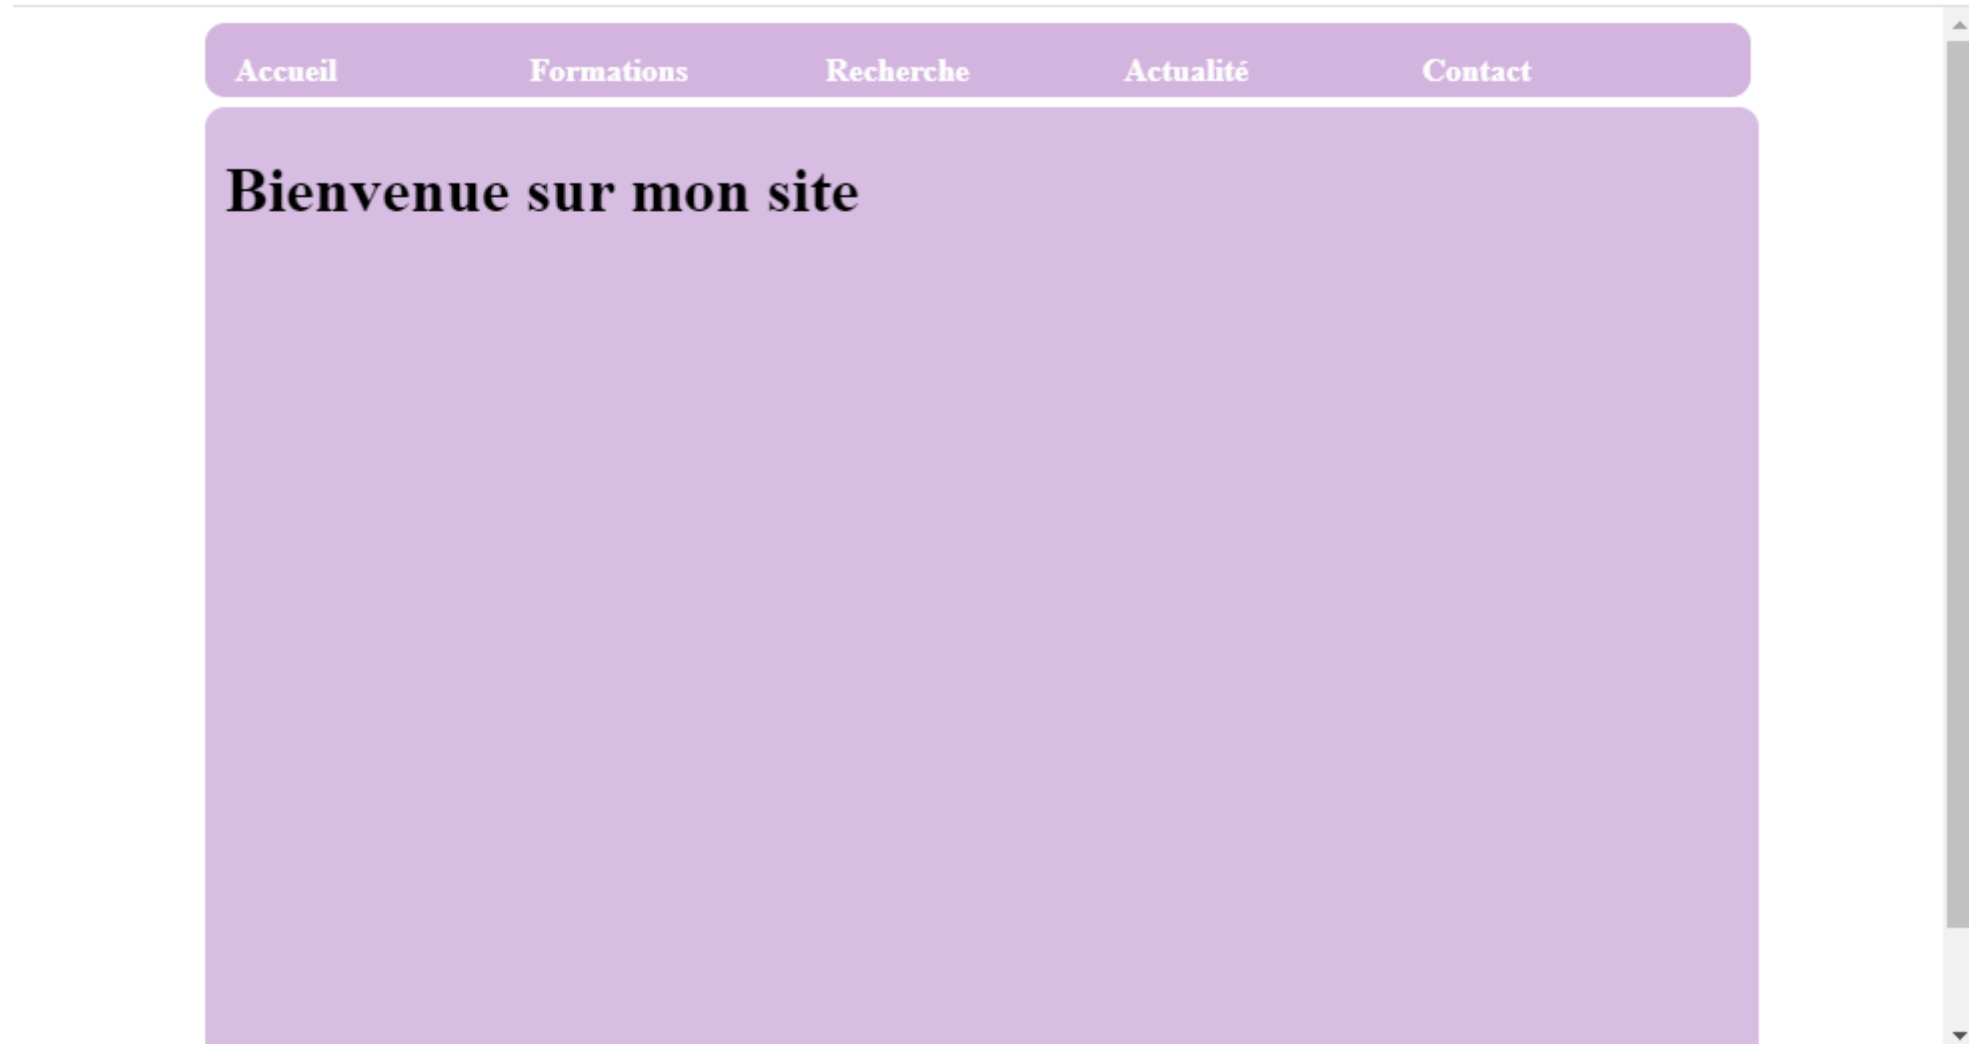 Accueil Formations Recherche Actualité Contact
Bienvenue sur mon site